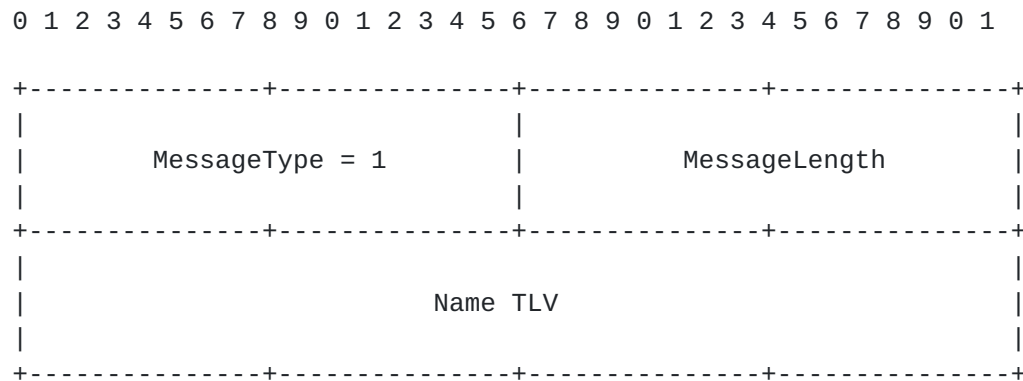 0 1 2 3 4 5 6 7 8 9 0 1 2 3 4 5 6 7 8 9 0 1 2 3 4 5 6 7 8 9 0 1
+---------------+---------------+---------------+---------------+
|                               |                               |
|        MessageType = 1        |          MessageLength        |
|                               |                               |
+---------------+---------------+---------------+---------------+
|                                                               |
|                          Name TLV                             |
|                                                               |
+---------------+---------------+---------------+---------------+